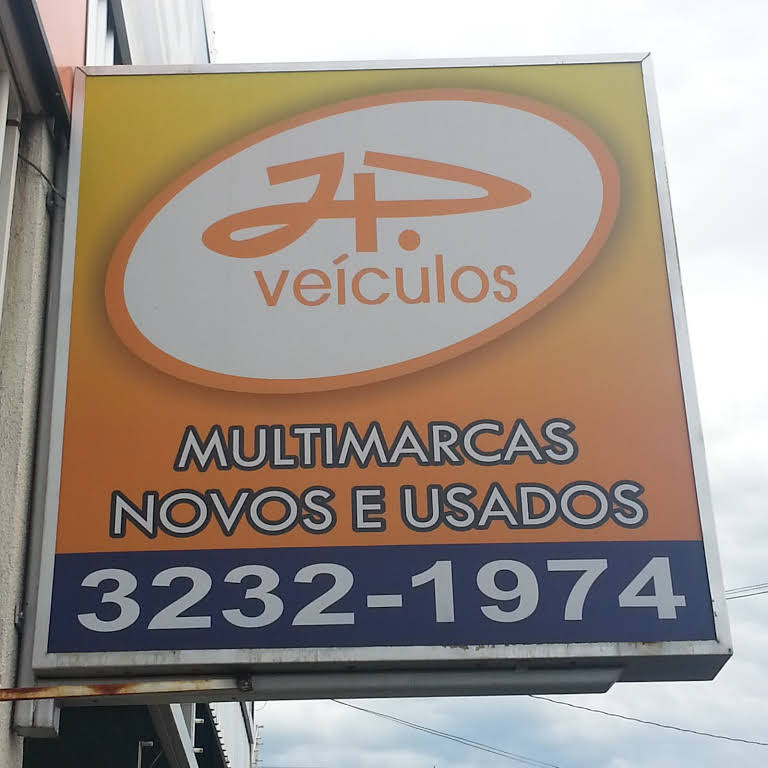 JP.
veículos
MULTIMARCAS
NOVOS E USADOS
3232-1974